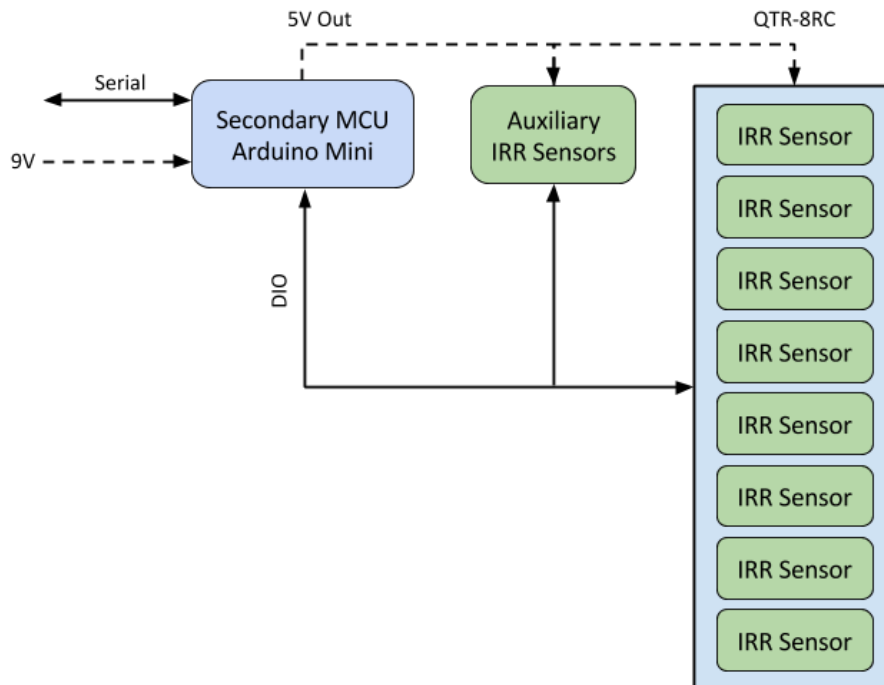 5V Out
QTR-8RC
Serial
9V
Secondary MCU
Arduino Mini
Auxiliary
IRR Sensors
DIO
IRR Sensor
IRR Sensor
IRR Sensor
IRR Sensor
IRR Sensor
IRR Sensor
IRR Sensor
IRR Sensor